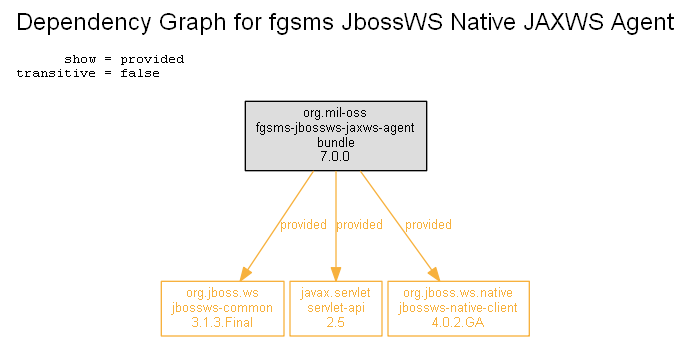 Dependency Graph for fgsms JbossWS Native JAXWS Agent
show = provided
transitive = false
org.mil-oss
fgsms-jbossws-jaxws-agent
bundle
7.0.0
provided provided provided
org.jboss.ws
jbossws-common
3.1.3.Final
javax.servlet
servlet-api
2.5
org.jboss.ws.native
jbossws-native-client
4.0.2.GA